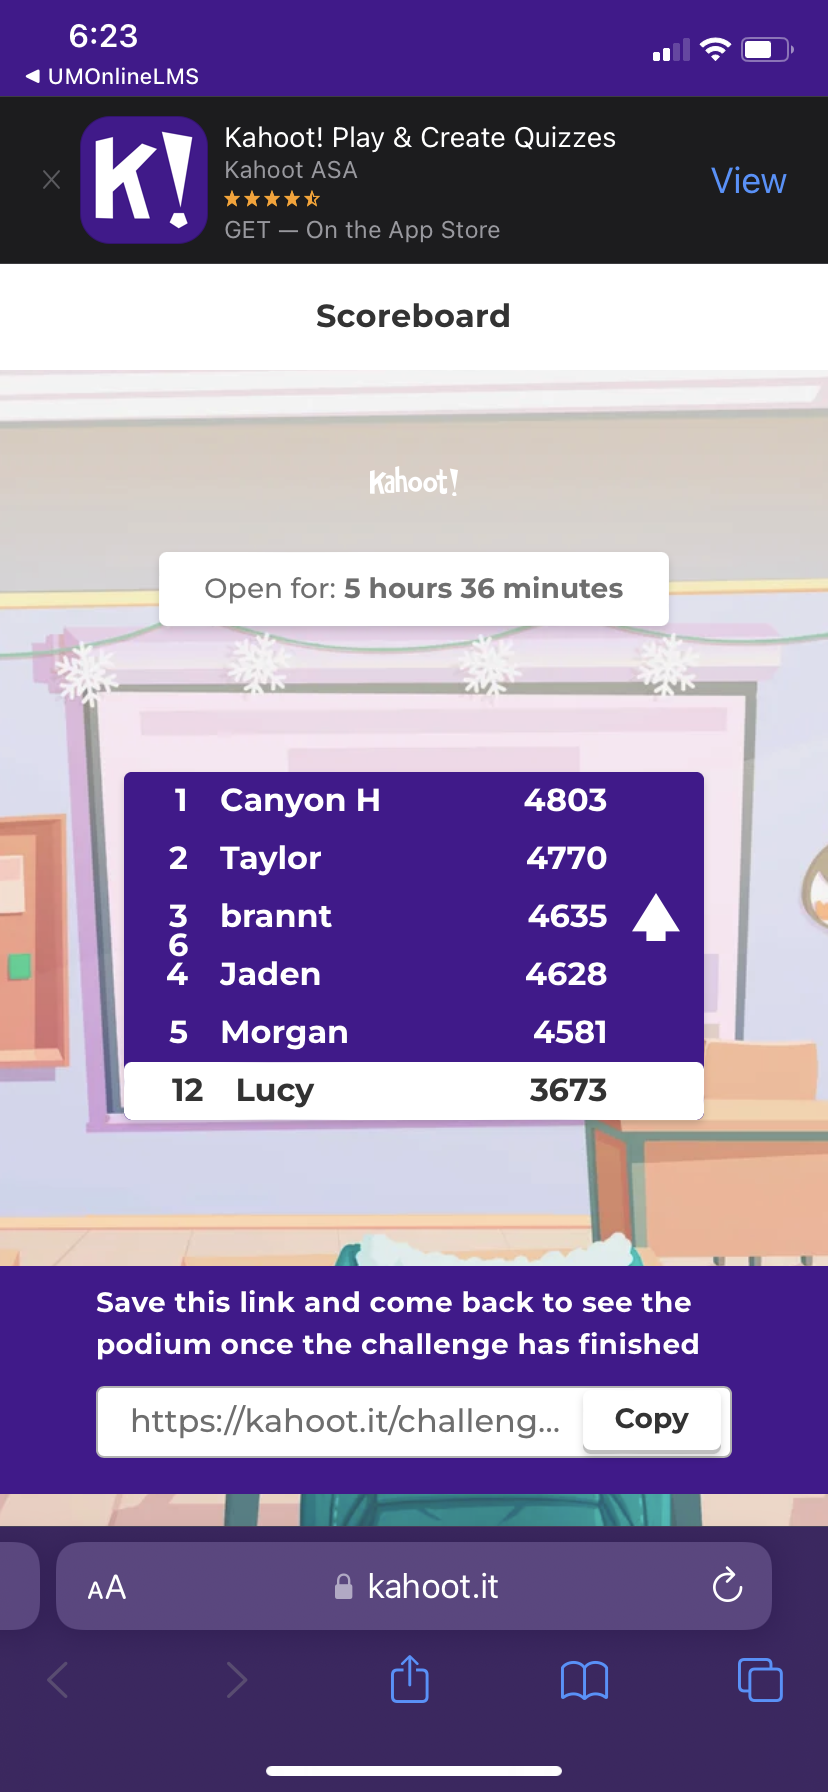 6:23
◀ UMOnlineLMS
K!
Kahoot! Play & Create Quizzes
Kahoot ASA
GET — On the App Store
View
Scoreboard
Kahoot!
Open for: 5 hours 36 minutes
1 Canyon H 4803
2 Taylor 4770
3 brannt 4635
6
4 Jaden 4628
5 Morgan 4581
12 Lucy 3673
Save this link and come back to see the
podium once the challenge has finished
https://kahoot.it/challeng... Copy
AA kahoot.it